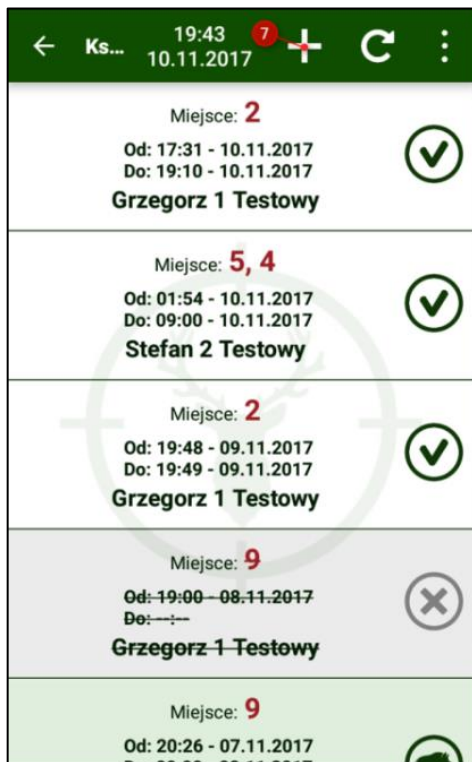 Ks... 19:43 7
10.11.2017
Miejsce: 2
Od: 17:31 - 10.11.2017
Do: 19:10 - 10.11.2017
Grzegorz 1 Testowy
Miejsce: 5, 4
Od: 01:54 - 10.11.2017
Do: 09:00 - 10.11.2017
Stefan 2 Testowy
Miejsce: 2
Od: 19:48 - 09.11.2017
Do: 19:49 - 09.11.2017
Grzegorz 1 Testowy
Miejsce: 9
Od: 19:00 - 08.11.2017
Do: --:--
Grzegorz 1 Testowy
Miejsce: 9
Od: 20:26 - 07.11.2017